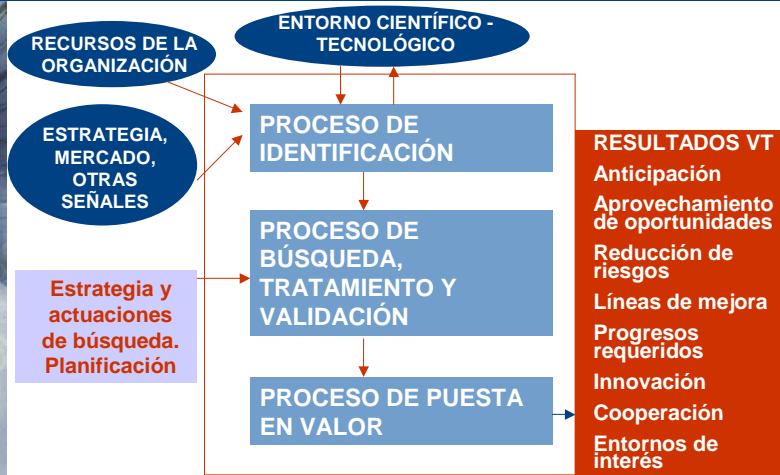 ENTORNO CIENTÍFICO -
TECNOLÓGICO
RECURSOS DE LA
ORGANIZACIÓN
ESTRATEGIA,
MERCADO,
OTRAS
SEÑALES
PROCESO DE
IDENTIFICACIÓN
PROCESO DE
BÚSQUEDA,
TRATAMIENTO Y
VALIDACIÓN
Estrategia y
actuaciones
de búsqueda.
Planificación
PROCESO DE PUESTA
EN VALOR
RESULTADOS VT
Anticipación
Aprovechamiento
de oportunidades
Reducción de
riesgos
Líneas de mejora
Progresos
requeridos
Innovación
Cooperación
Entornos de
interés